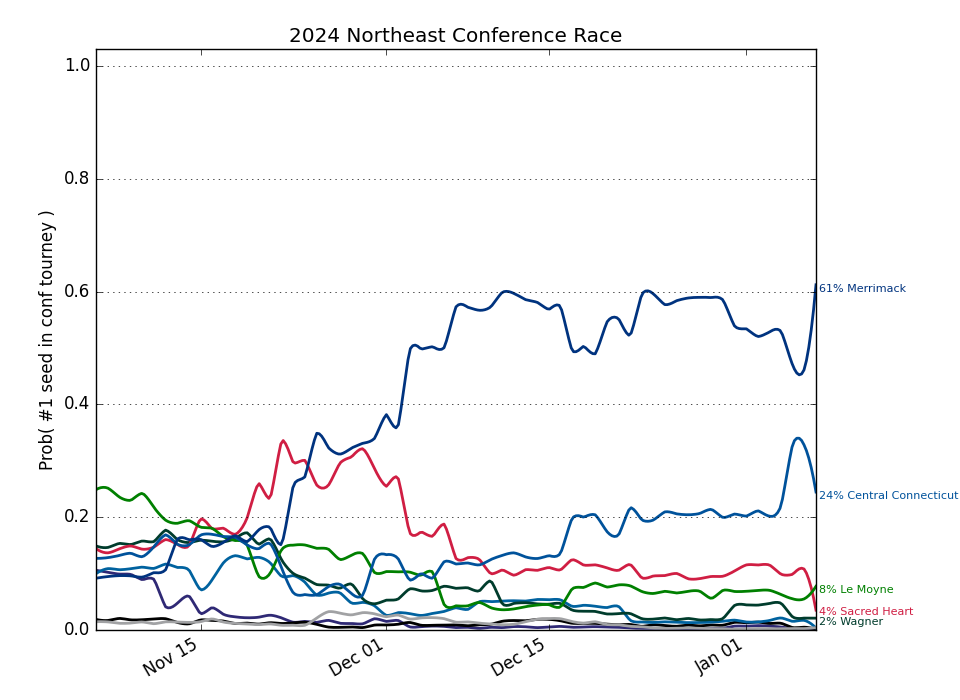 2024 Northeast Conference Race
Prob( #1 seed in conf tourney )
1.0
0.8
0.6
0.4
0.2
0.0
Nov 15
Dec 01
Dec 15
Jan 01
61% Merrimack
24% Central Connecticut
8% Le Moyne
4% Sacred Heart
2% Wagner